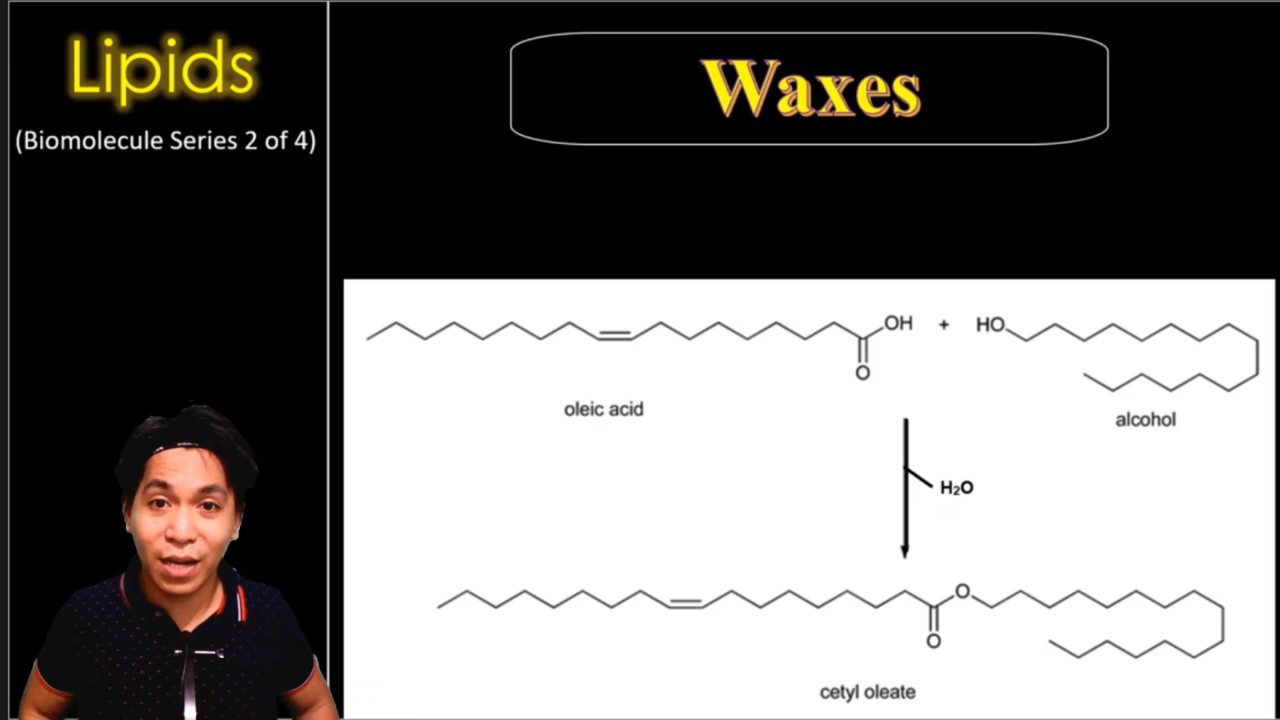 Lipids
(Biomolecule Series 2 of 4)
Waxes
OH + HO
O
oleic acid
alcohol
H₂O
O
O
cetyl oleate